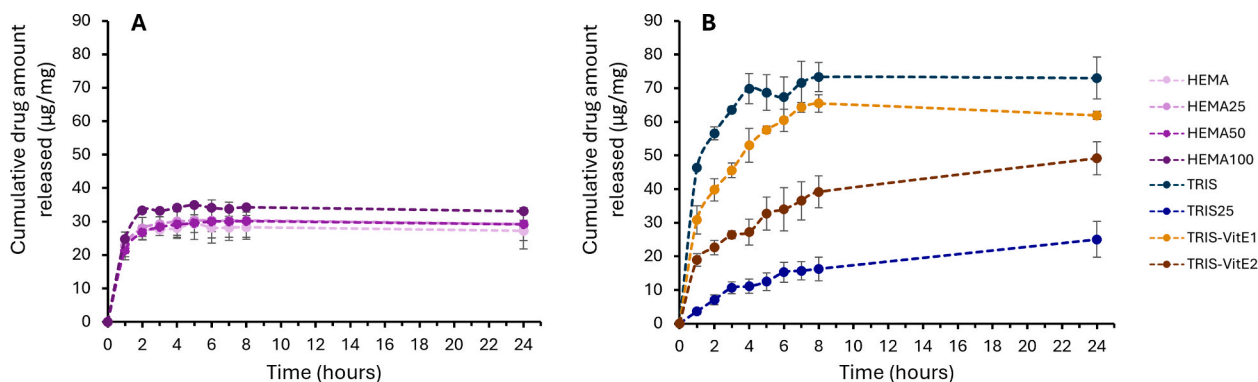 A
90
80
70
60
50
40
30
20
10
0
0 2 4 6 8 10 12 14 16 18 20 22 24
Time (hours)
Cumulative drug amount
released (µg/mg)
B
90
80
70
60
50
40
30
20
10
0
0 2 4 6 8 10 12 14 16 18 20 22 24
Time (hours)
Cumulative drug amount
released (µg/mg)
HEMA
HEMA25
HEMA50
HEMA100
TRIS
TRIS25
TRIS-VitE1
TRIS-VitE2